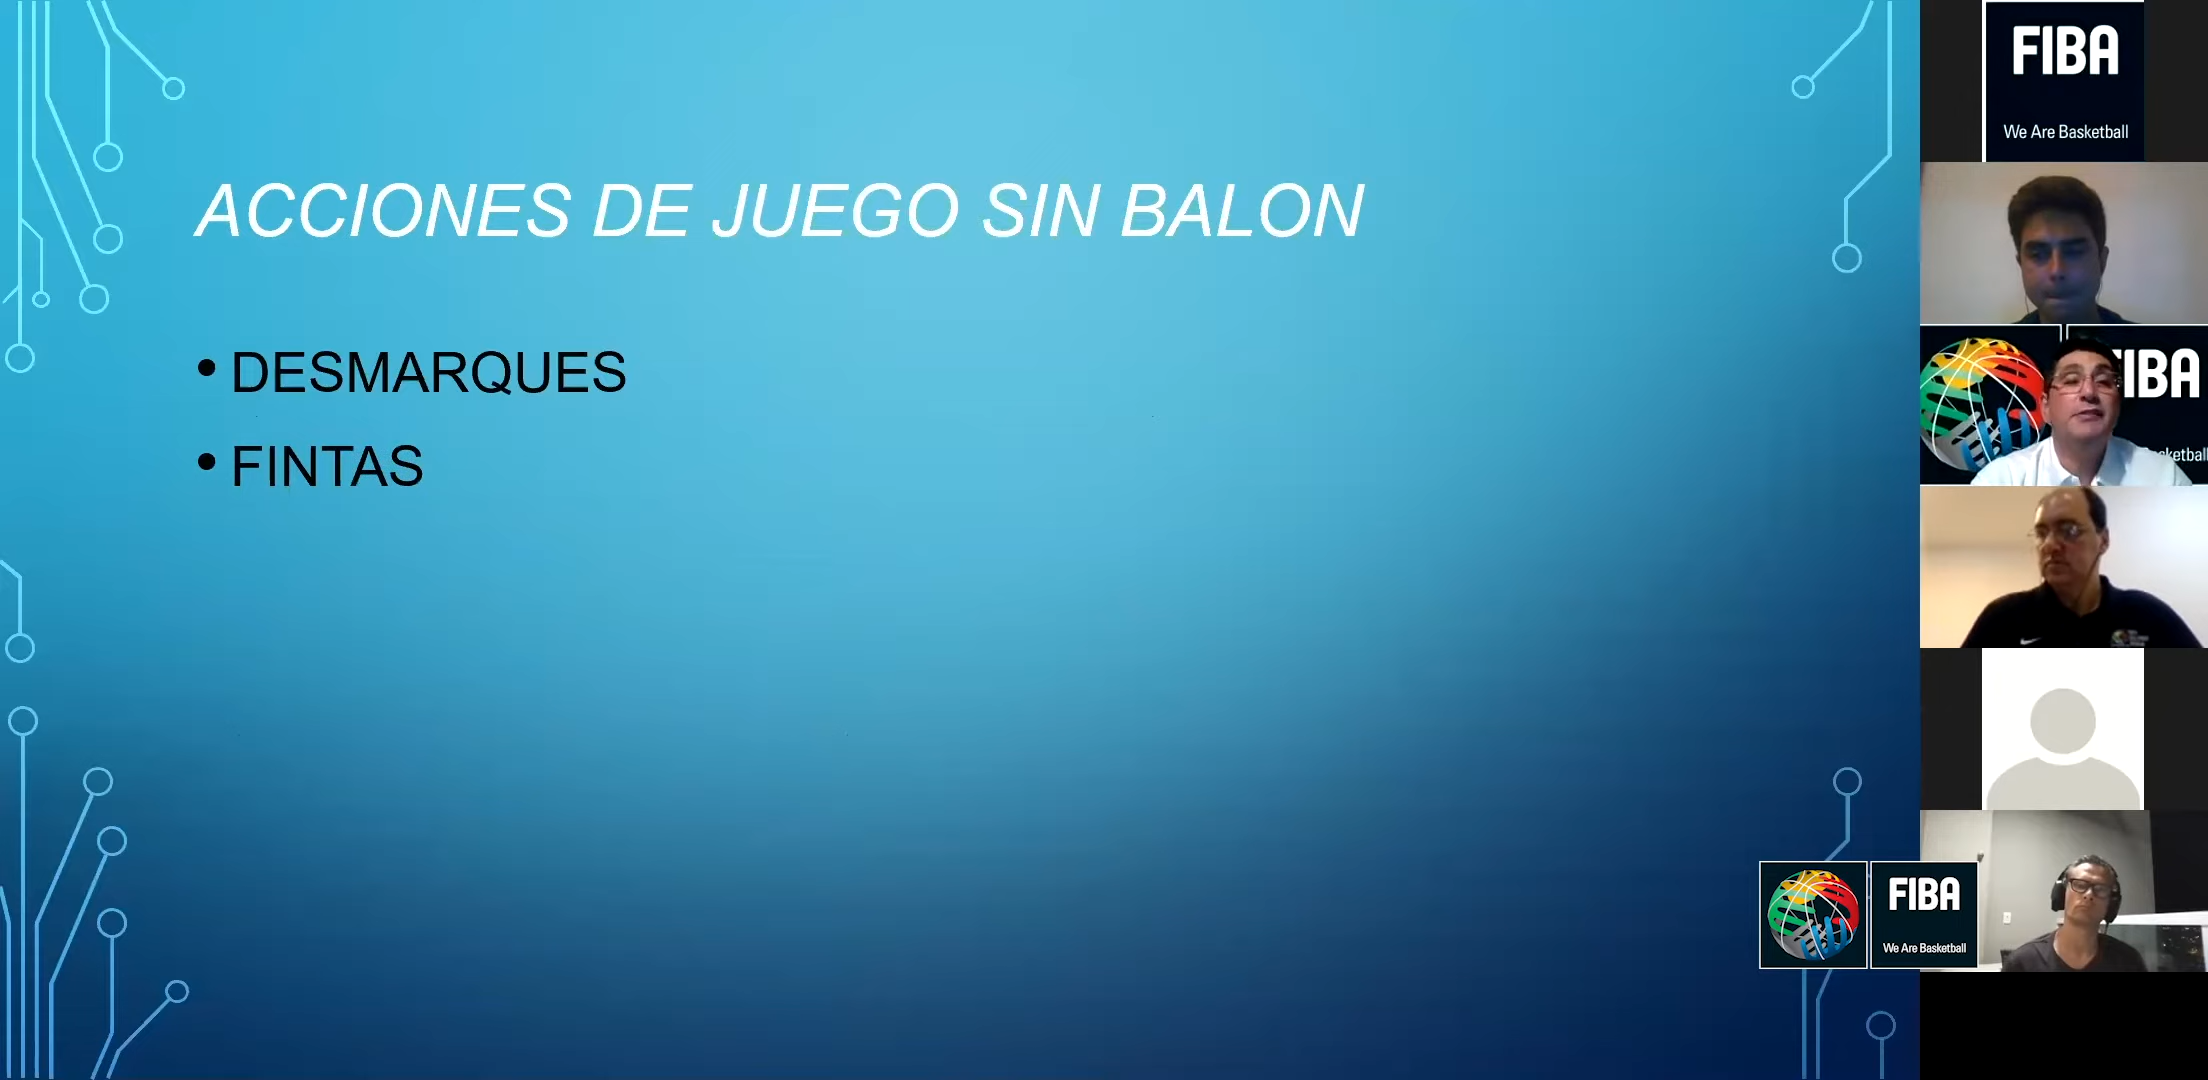 ACCIONES DE JUEGO SIN BALON
• DESMARQUES
• FINTAS
FIBA
We Are Basketball
FIBA
We Are Basketball